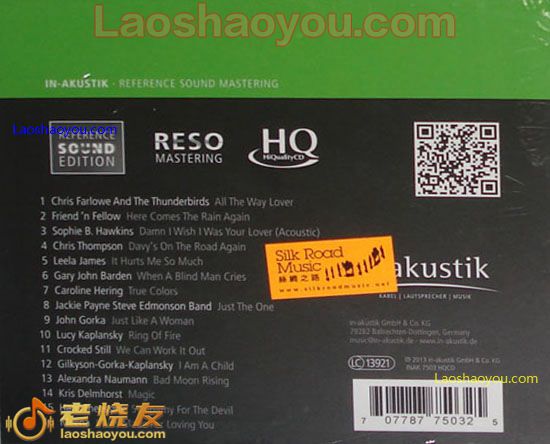 Laoshaoyou.com
IN-AKUSTIK · REFERENCE SOUND MASTERING
Laoshaoyou.com
REFERENCE
SOUND
EDITION
RESO
MASTERING
HQ
HiQualityCD
1 Chris Farlowe And The Thunderbirds All The Way Lover
2 Friend 'n Fellow Here Comes The Rain Again
3 Sophie B. Hawkins Damn I Wish I Was Your Lover (Acoustic)
4 Chris Thompson Davy's On The Road Again
5 Leela James It Hurts Me So Much
6 Gary John Barden When A Blind Man Cries
7 Caroline Hering True Colors
8 Jackie Payne Steve Edmonson Band Just The One
9 John Gorka Just Like A Woman
10 Lucy Kaplansky Ring Of Fire
11 Crocked Still We Can Work It Out
12 Gilkyson-Gorka-Kaplansky I Am A Child
13 Alexandra Naumann Bad Moon Rising
14 Kris Delmhorst Magic
For The Devil
Loving You
Silk Road
Music
絲綢之路
www.silkroadmusic.net
akustik
KABEL | LAUTSPRECHER | MUSIK
in-akustik GmbH & Co. KG
79282 Ballrechten-Dottingen, Germany
music@in-akustik.de - www.in-akustik.de
LC 13921
℗ 2013 in-akustik GmbH & Co. KG
INAK 7503 HQCD
Laoshaoyou.com
7 07787 75032 5
老烧友
laoshaoyou.com